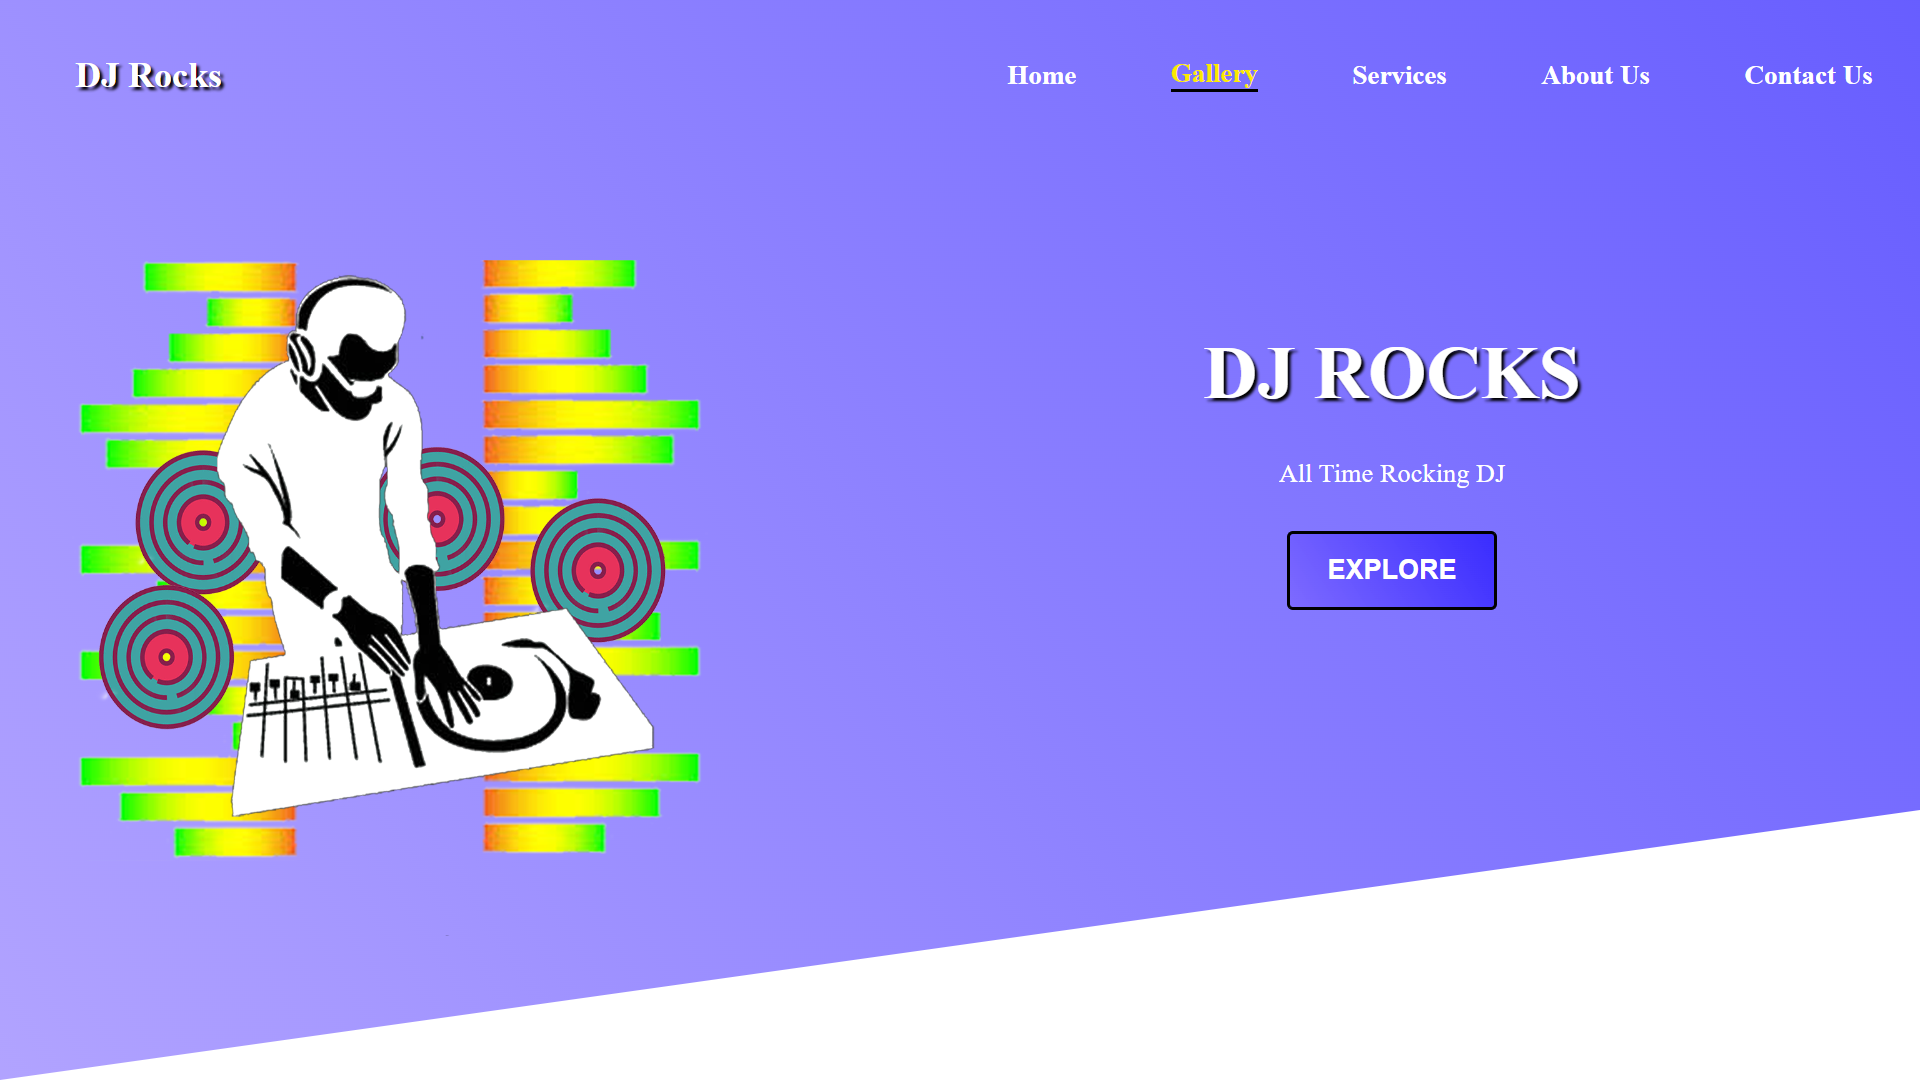 DJ Rocks
Home Gallery Services About Us Contact Us
DJ ROCKS
All Time Rocking DJ
EXPLORE